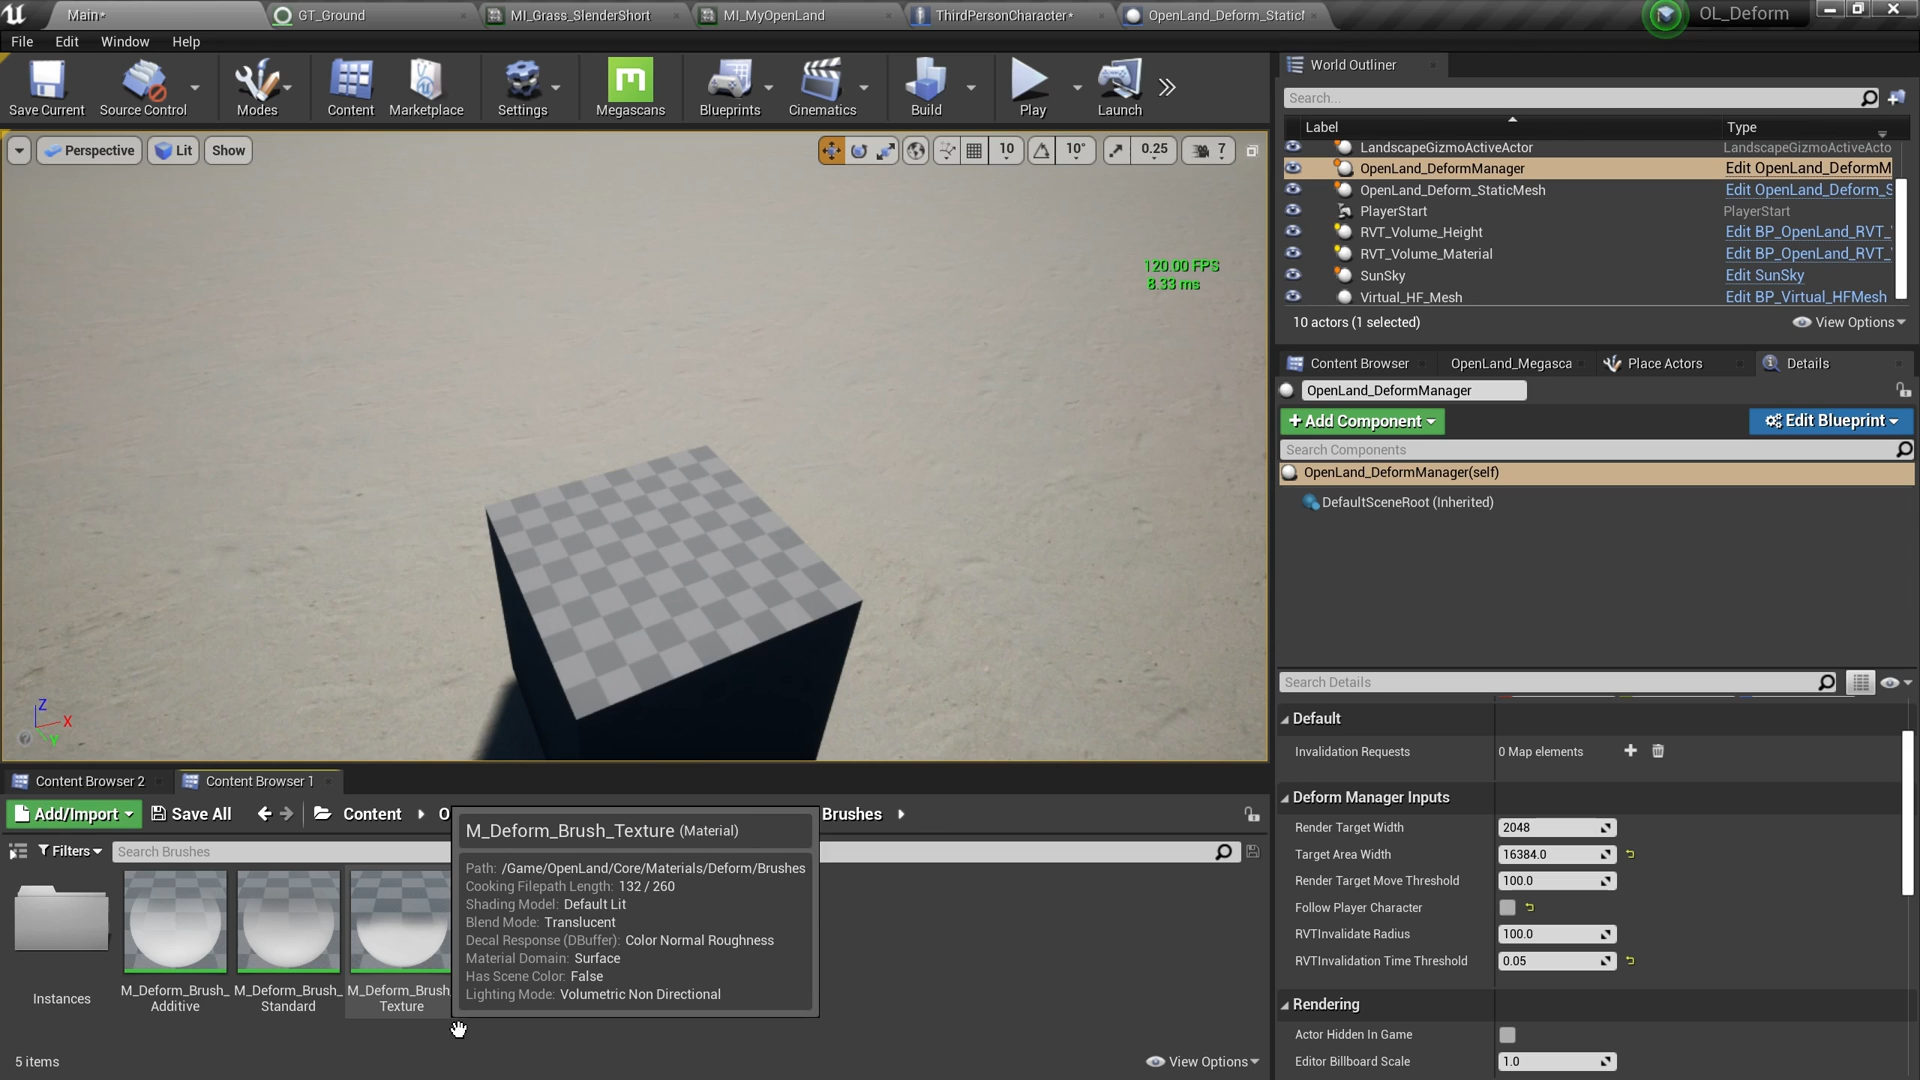 Main*
GT_Ground
MI_Grass_SlenderShort
MI_MyOpenLand
ThirdPersonCharacter*
OpenLand_Deform_Static
OL_Deform
File Edit Window Help
Save Current
Source Control
Modes
Content
Marketplace
Settings
Megascans
Blueprints
Cinematics
Build
Play
Launch
Perspective
Lit
Show
10
10°
0.25
7
120.00 FPS
8.33 ms
Z
X
Y
World Outliner
Search...
Label Type
LandscapeGizmoActiveActor LandscapeGizmoActiveActo
OpenLand_DeformManager Edit OpenLand_DeformM
OpenLand_Deform_StaticMesh Edit OpenLand_Deform_S
PlayerStart PlayerStart
RVT_Volume_Height Edit BP_OpenLand_RVT_
RVT_Volume_Material Edit BP_OpenLand_RVT_
SunSky Edit SunSky
Virtual_HF_Mesh Edit BP_Virtual_HFMesh
10 actors (1 selected)
View Options
Content Browser
OpenLand_Megasca
Place Actors
Details
OpenLand_DeformManager
+ Add Component
Edit Blueprint
Search Components
OpenLand_DeformManager(self)
DefaultSceneRoot (Inherited)
Search Details
Default
Invalidation Requests 0 Map elements
Deform Manager Inputs
Render Target Width 2048
Target Area Width 16384.0
Render Target Move Threshold 100.0
Follow Player Character
RVTInvalidate Radius 100.0
RVTInvalidation Time Threshold 0.05
Rendering
Actor Hidden In Game
Editor Billboard Scale 1.0
Content Browser 2
Content Browser 1
Add/Import
Save All
Content
O
Brushes
Filters
Search Brushes
M_Deform_Brush_Texture (Material)
Path: /Game/OpenLand/Core/Materials/Deform/Brushes
Cooking Filepath Length: 132 / 260
Shading Model: Default Lit
Blend Mode: Translucent
Decal Response (DBuffer): Color Normal Roughness
Material Domain: Surface
Has Scene Color: False
Lighting Mode: Volumetric Non Directional
Instances
M_Deform_Brush_
Additive
M_Deform_Brush_
Standard
M_Deform_Brush
Texture
5 items
View Options